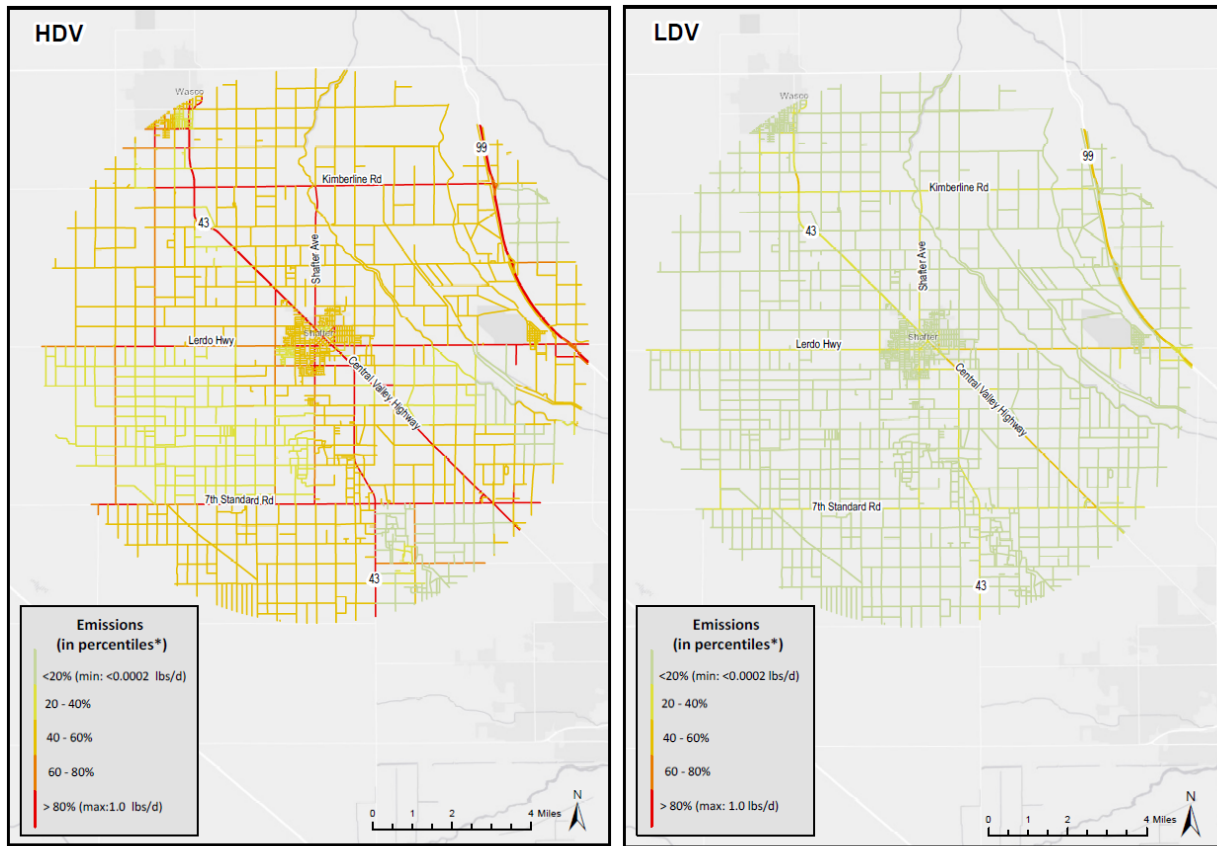 HDV
Wasco
99
Kimberline Rd
43
Shafter Ave
Shafter
Lerdo Hwy
Central Valley Highway
7th Standard Rd
43
Emissions
(in percentiles*)
<20% (min: <0.0002 lbs/d)
20 - 40%
40 - 60%
60 - 80%
> 80% (max:1.0 lbs/d)
0 1 2 4 Miles
N
LDV
Wasco
99
Kimberline Rd
43
Shafter Ave
Shafter
Lerdo Hwy
Central Valley Highway
7th Standard Rd
43
Emissions
(in percentiles*)
<20% (min: <0.0002 lbs/d)
20 - 40%
40 - 60%
60 - 80%
> 80% (max: 1.0 lbs/d)
0 1 2 4 Miles
N